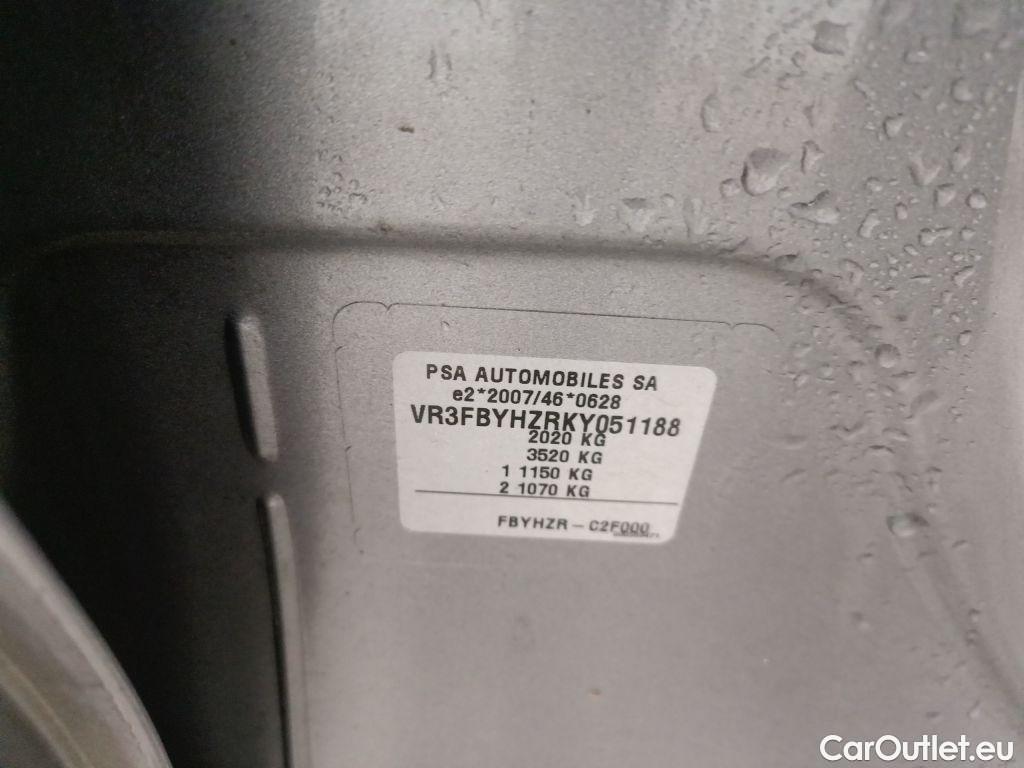 PSA AUTOMOBILES SA
e2*2007/46*0628
VR3FBYHZRKY051188
2020 KG
3520 KG
1 1150 KG
2 1070 KG
FBYHZR - C2F000
CarOutlet.eu